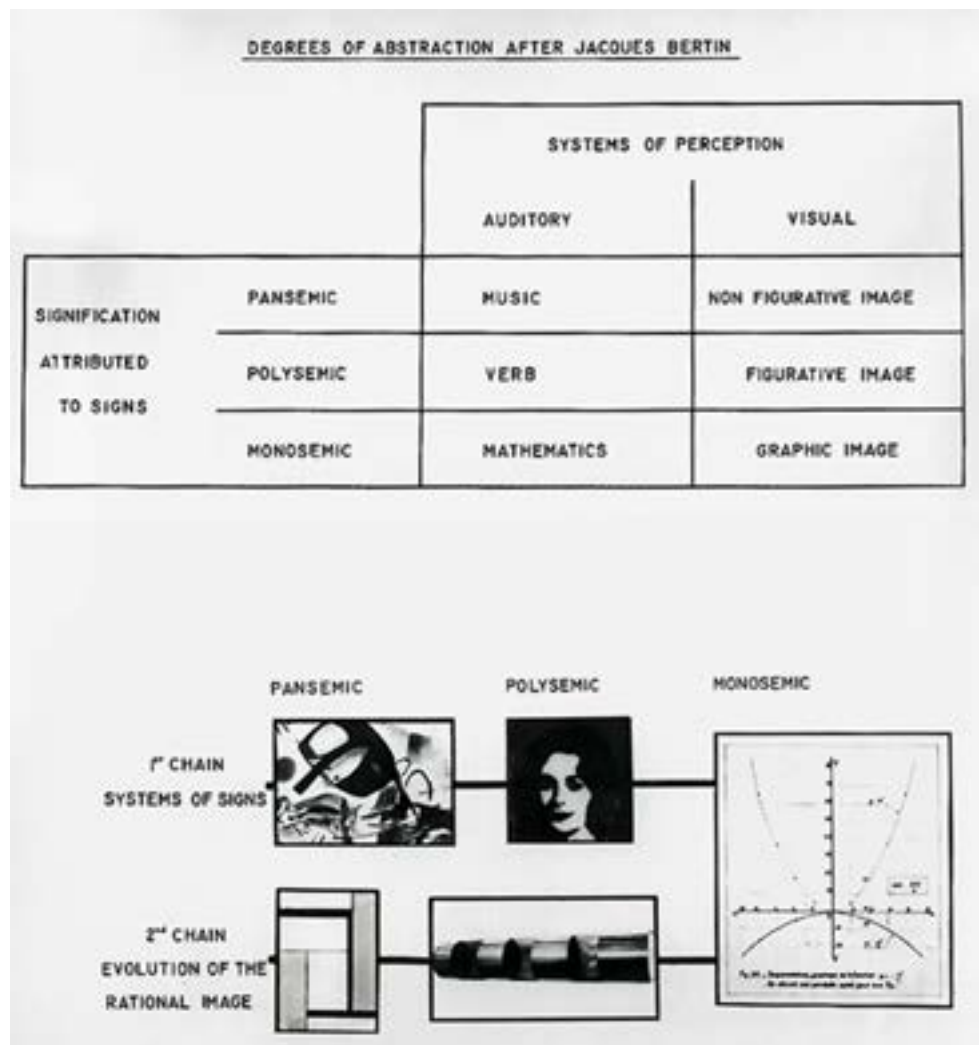 DEGREES OF ABSTRACTION AFTER JACQUES BERTIN
SYSTEMS OF PERCEPTION
AUDITORY VISUAL
SIGNIFICATION
ATTRIBUTED
TO SIGNS
PANSEMIC MUSIC NON FIGURATIVE IMAGE
POLYSEMIC VERB FIGURATIVE IMAGE
MONOSEMIC MATHEMATICS GRAPHIC IMAGE
PANSEMIC POLYSEMIC MONOSEMIC
CHAIN
SYSTEMS OF SIGNS
2nd CHAIN
EVOLUTION OF THE
RATIONAL IMAGE